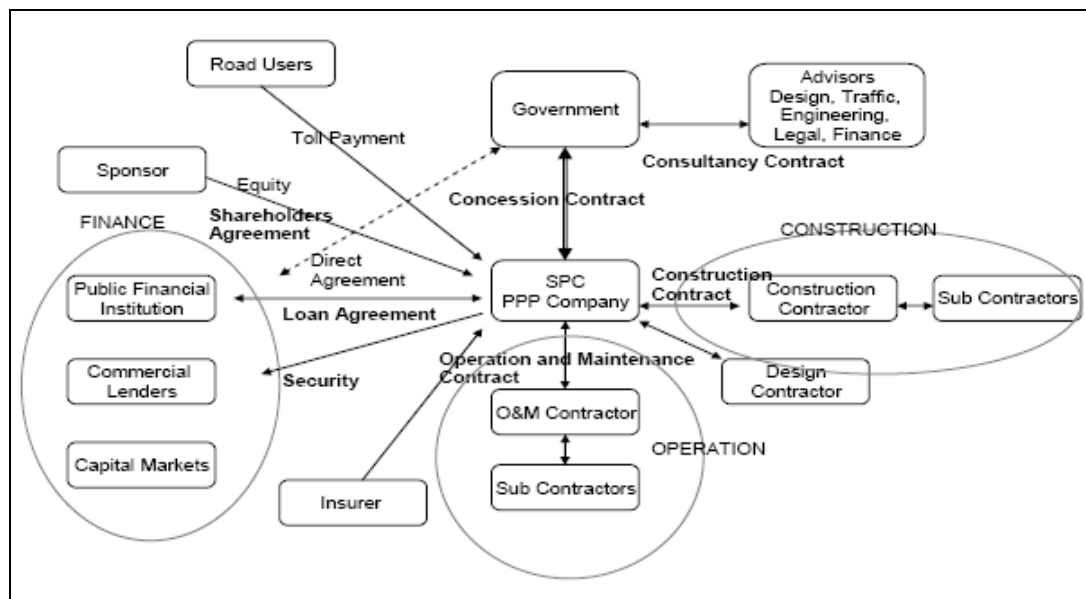 Road Users
Government
Advisors
Design, Traffic,
Engineering,
Legal, Finance
Toll Payment
Consultancy Contract
Sponsor
Equity
Concession Contract
Shareholders
Agreement
FINANCE
CONSTRUCTION
Direct
Agreement
Public Financial
Institution
Loan Agreement
SPC
PPP Company
Construction
Contract
Construction
Contractor
Sub Contractors
Commercial
Lenders
Security
Operation and Maintenance
Contract
Design
Contractor
O&M Contractor
OPERATION
Capital Markets
Insurer
Sub Contractors